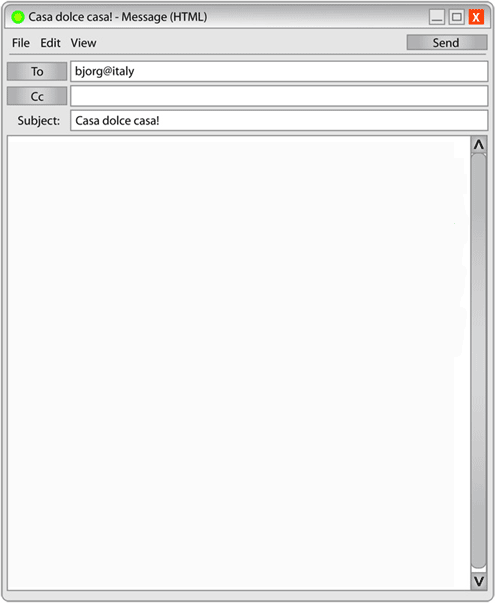 Casa dolce casa! - Message (HTML)
X
File Edit View Send
To bjorg@italy
Cc
Subject: Casa dolce casa!